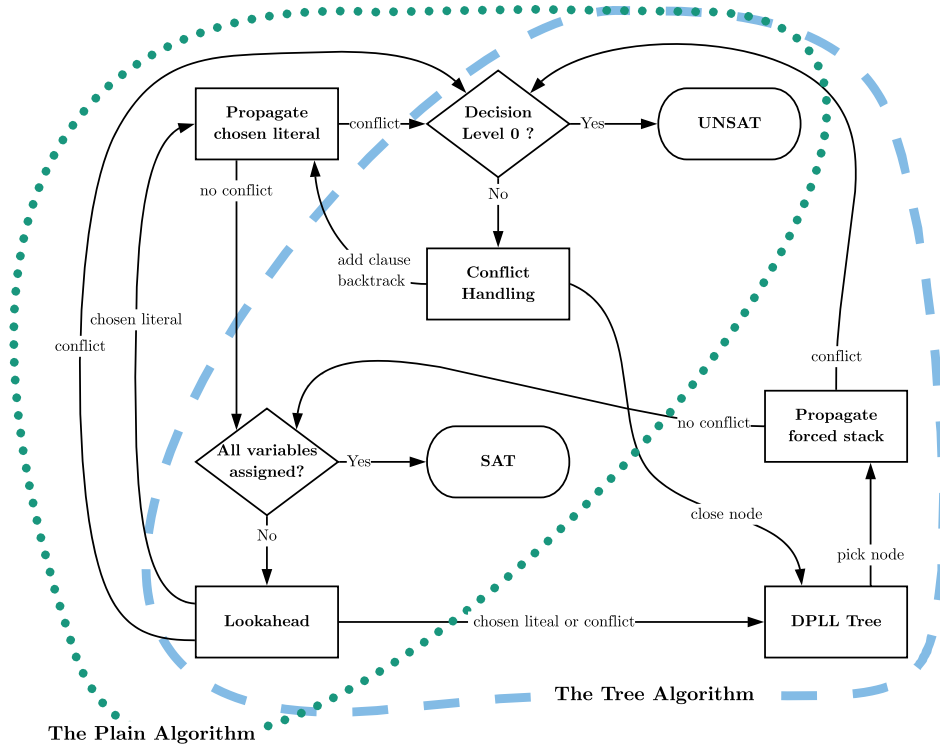 Propagate
chosen literal
conflict
Decision
Level 0 ?
Yes
UNSAT
no conflict
No
add clause
backtrack
Conflict
Handling
chosen literal
conflict
conflict
Propagate
forced stack
no conflict
All variables
assigned?
Yes
SAT
close node
No
pick node
Lookahead
chosen liteal or conflict
DPLL Tree
The Tree Algorithm
The Plain Algorithm